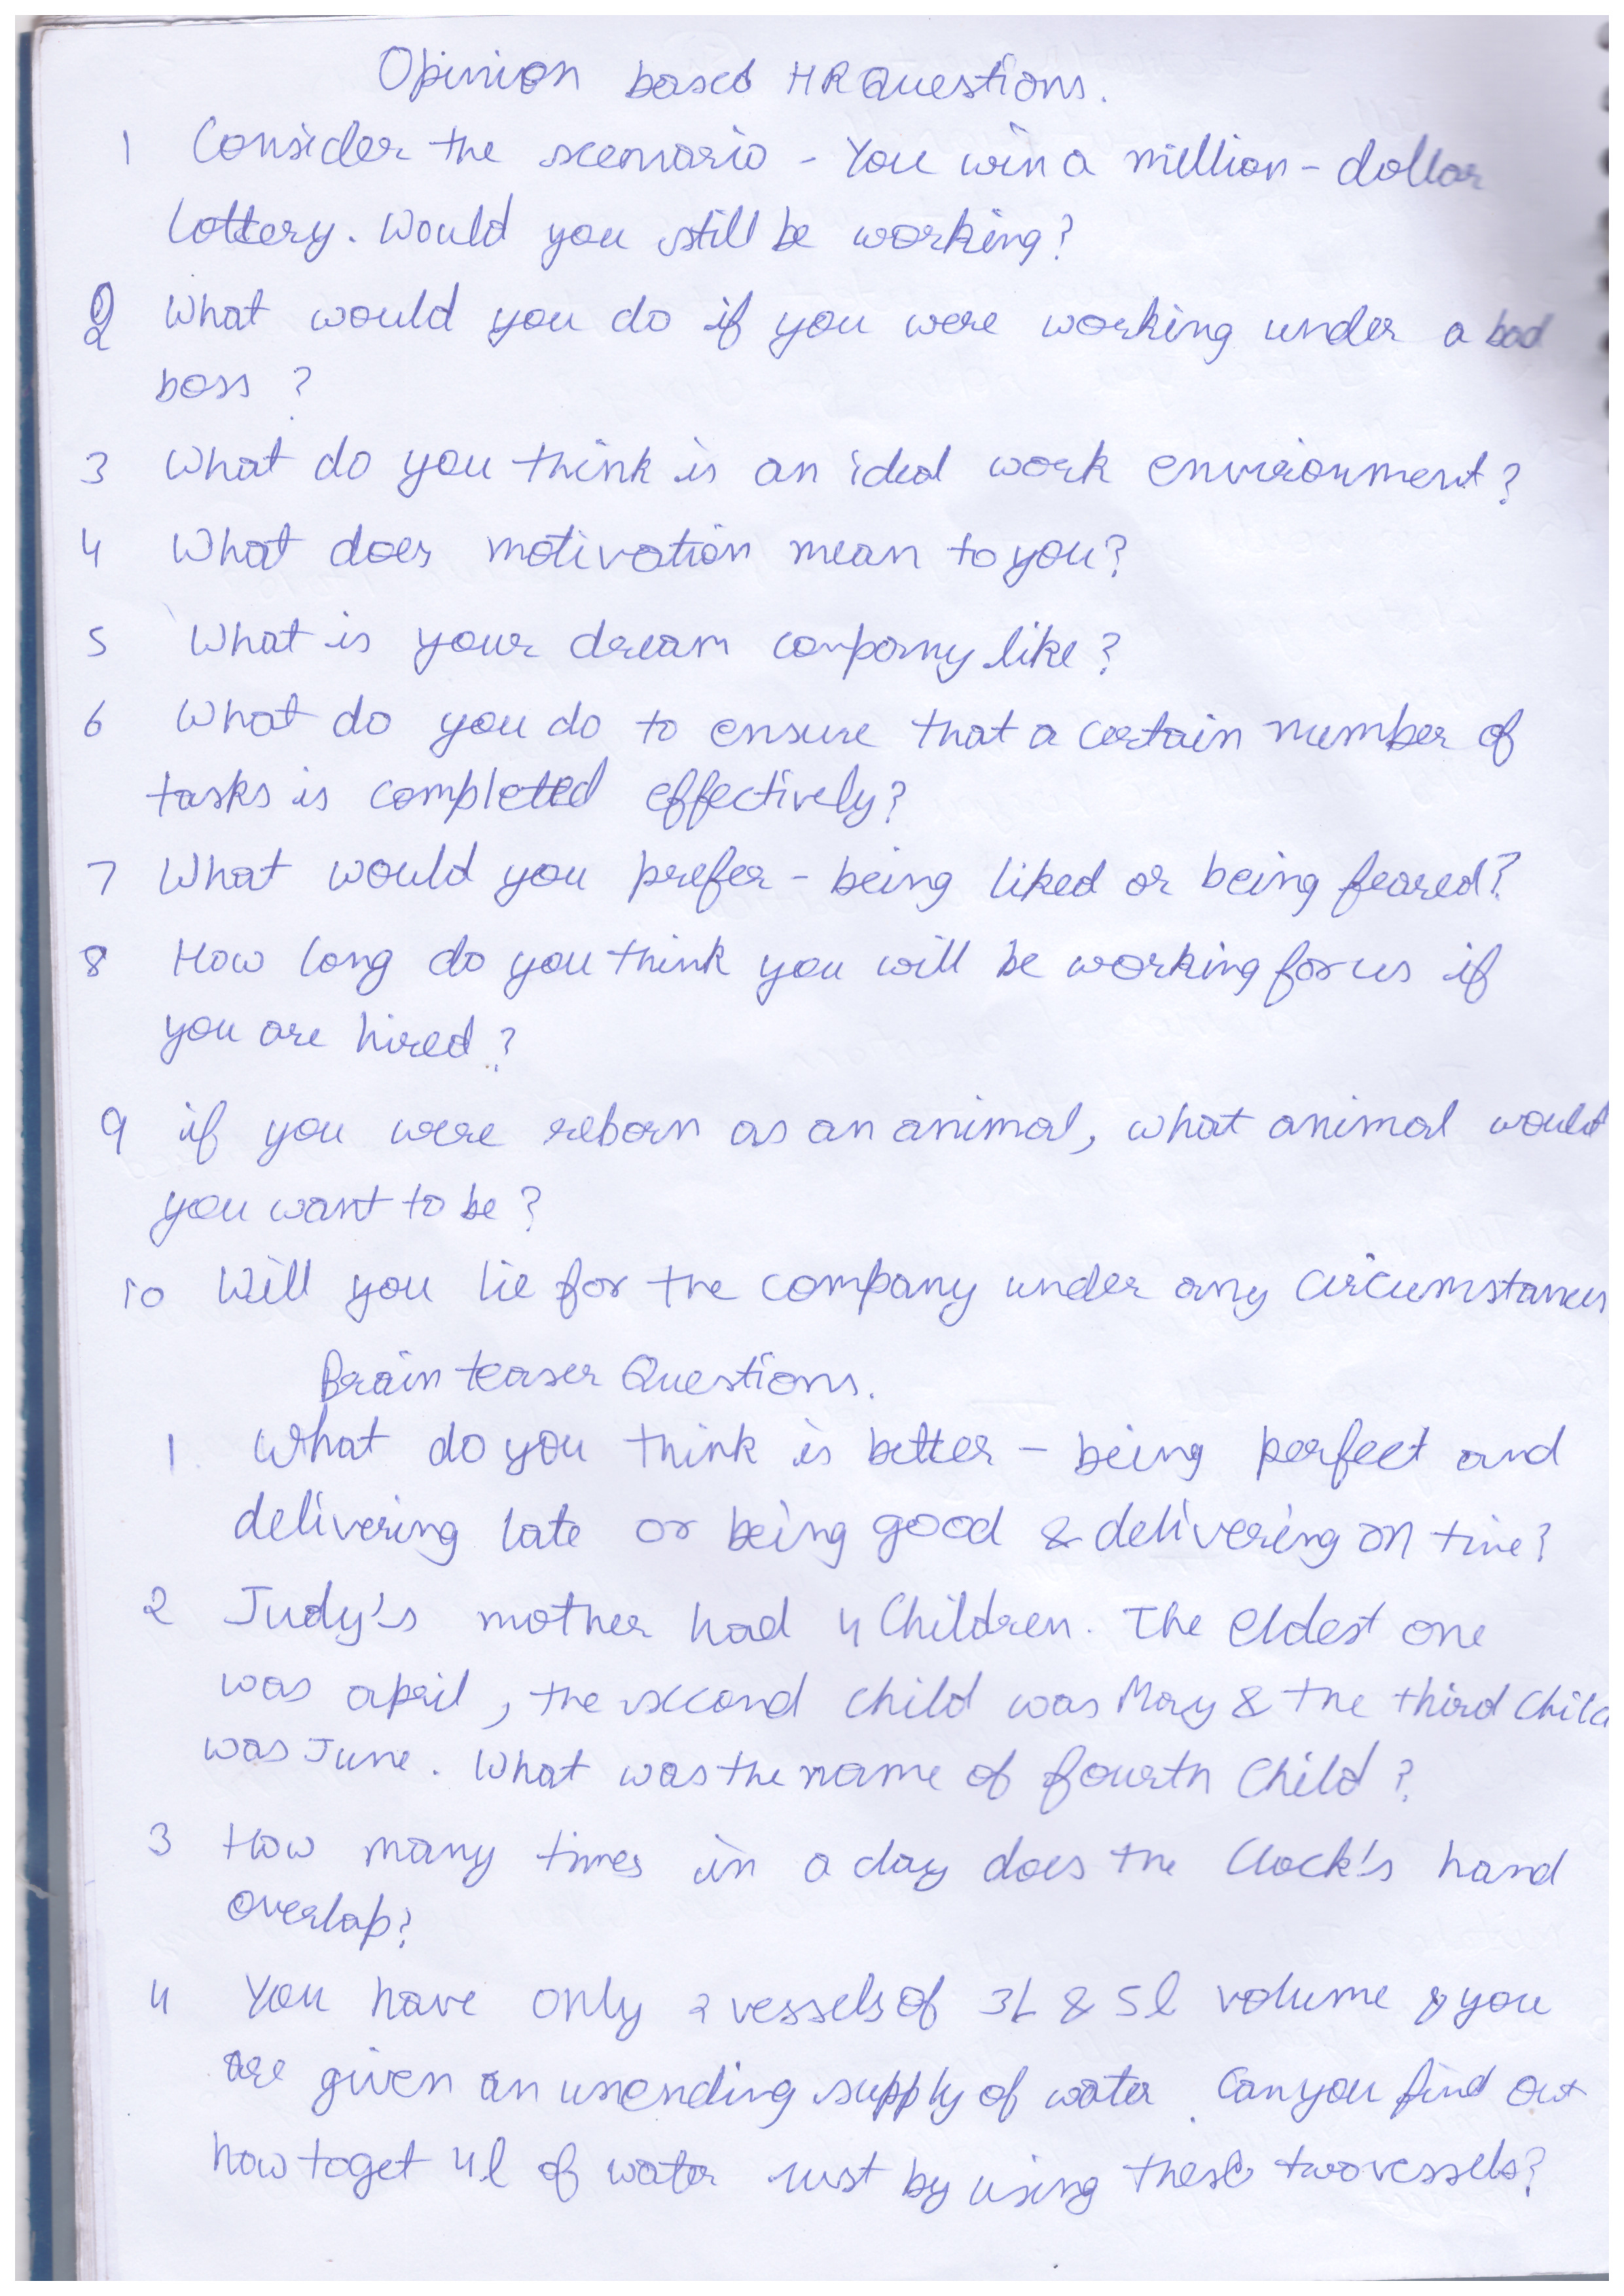 Opinion based HR Questions.
1 Consider the scenario - You win a million - dollar
lottery. Would you still be working?
2 What would you do if you were working under a bad
boss ?
3 What do you think is an ideal work environment?
4 What does motivation mean to you?
5 What is your dream company like?
6 What do you do to ensure that a certain number of
tasks is completed effectively?
7 What would you prefer - being liked or being feared?
8 How long do you think you will be working for us if
you are hired?
9 if you were reborn as an animal, what animal would
you want to be?
10 Will you lie for the company under any circumstances
Brain teaser Questions.
1. What do you think is better - being perfect and
delivering late or being good & delivering on time?
2 Judy's mother had 4 Children. The eldest one
was april, the second child was May & the third Child
was June. What was the name of fourth Child?
3 How many times in a day does the Clock's hand
overlap?
4 You have only 2 vessels of 3L & 5l volume & you
are given an unending supply of water. Can you find out
how to get 4l of water just by using these two vessels?